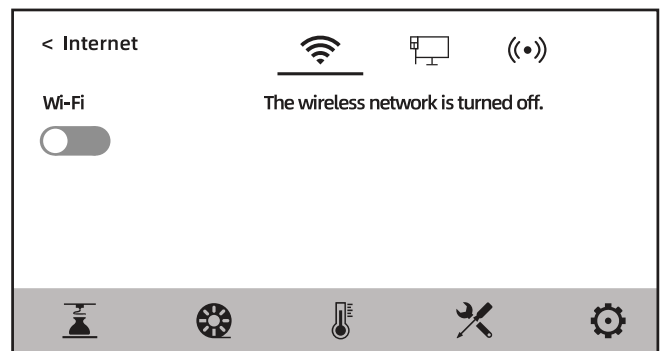 < Internet
Wi-Fi
The wireless network is turned off.